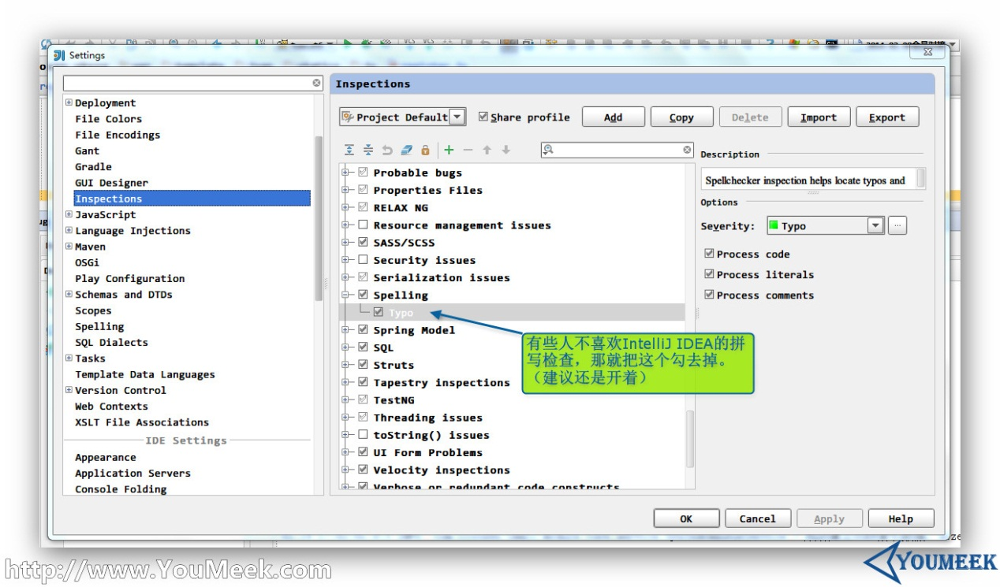 Settings
Inspections
Deployment
File Colors
File Encodings
Gant
Gradle
GUI Designer
Inspections
JavaScript
Language Injections
Maven
OSGi
Play Configuration
Schemas and DTDs
Scopes
Spelling
SQL Dialects
Tasks
Template Data Languages
Version Control
Web Contexts
XSLT File Associations
IDE Settings
Appearance
Application Servers
Console Folding
Project Default
Share profile
Add
Copy
Delete
Import
Export
Probable bugs
Properties Files
RELAX NG
Resource management issues
SASS/SCSS
Security issues
Serialization issues
Spelling
Typo
Spring Model
SQL
Struts
Tapestry inspections
TestNG
Threading issues
toString() issues
UI Form Problems
Velocity inspections
Verbose or redundant code constructs
有些人不喜欢IntelliJ IDEA的拼
写检查，那就把这个勾去掉。
（建议还是开着）
Description
Spellchecker inspection helps locate typos and
Options
Severity: Typo
Process code
Process literals
Process comments
OK
Cancel
Apply
Help
http://www.YouMeek.com
YOUMEEK